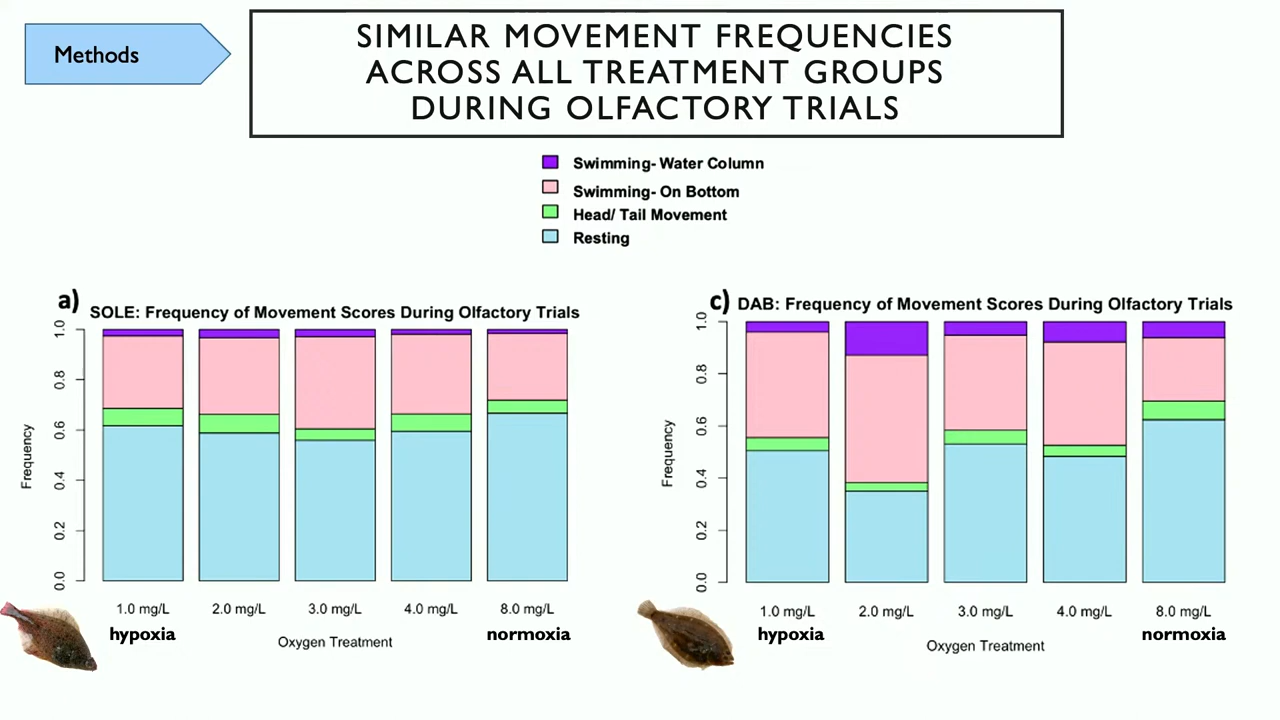 Methods
SIMILAR MOVEMENT FREQUENCIES
ACROSS ALL TREATMENT GROUPS
DURING OLFACTORY TRIALS
Swimming- Water Column
Swimming- On Bottom
Head/ Tail Movement
Resting
a)
SOLE: Frequency of Movement Scores During Olfactory Trials
Frequency
1.0
0.8
0.6
0.4
0.2
0.0
1.0 mg/L 2.0 mg/L 3.0 mg/L 4.0 mg/L 8.0 mg/L
hypoxia normoxia
Oxygen Treatment
c)
DAB: Frequency of Movement Scores During Olfactory Trials
Frequency
1.0
0.8
0.6
0.4
0.2
0.0
1.0 mg/L 2.0 mg/L 3.0 mg/L 4.0 mg/L 8.0 mg/L
hypoxia normoxia
Oxygen Treatment